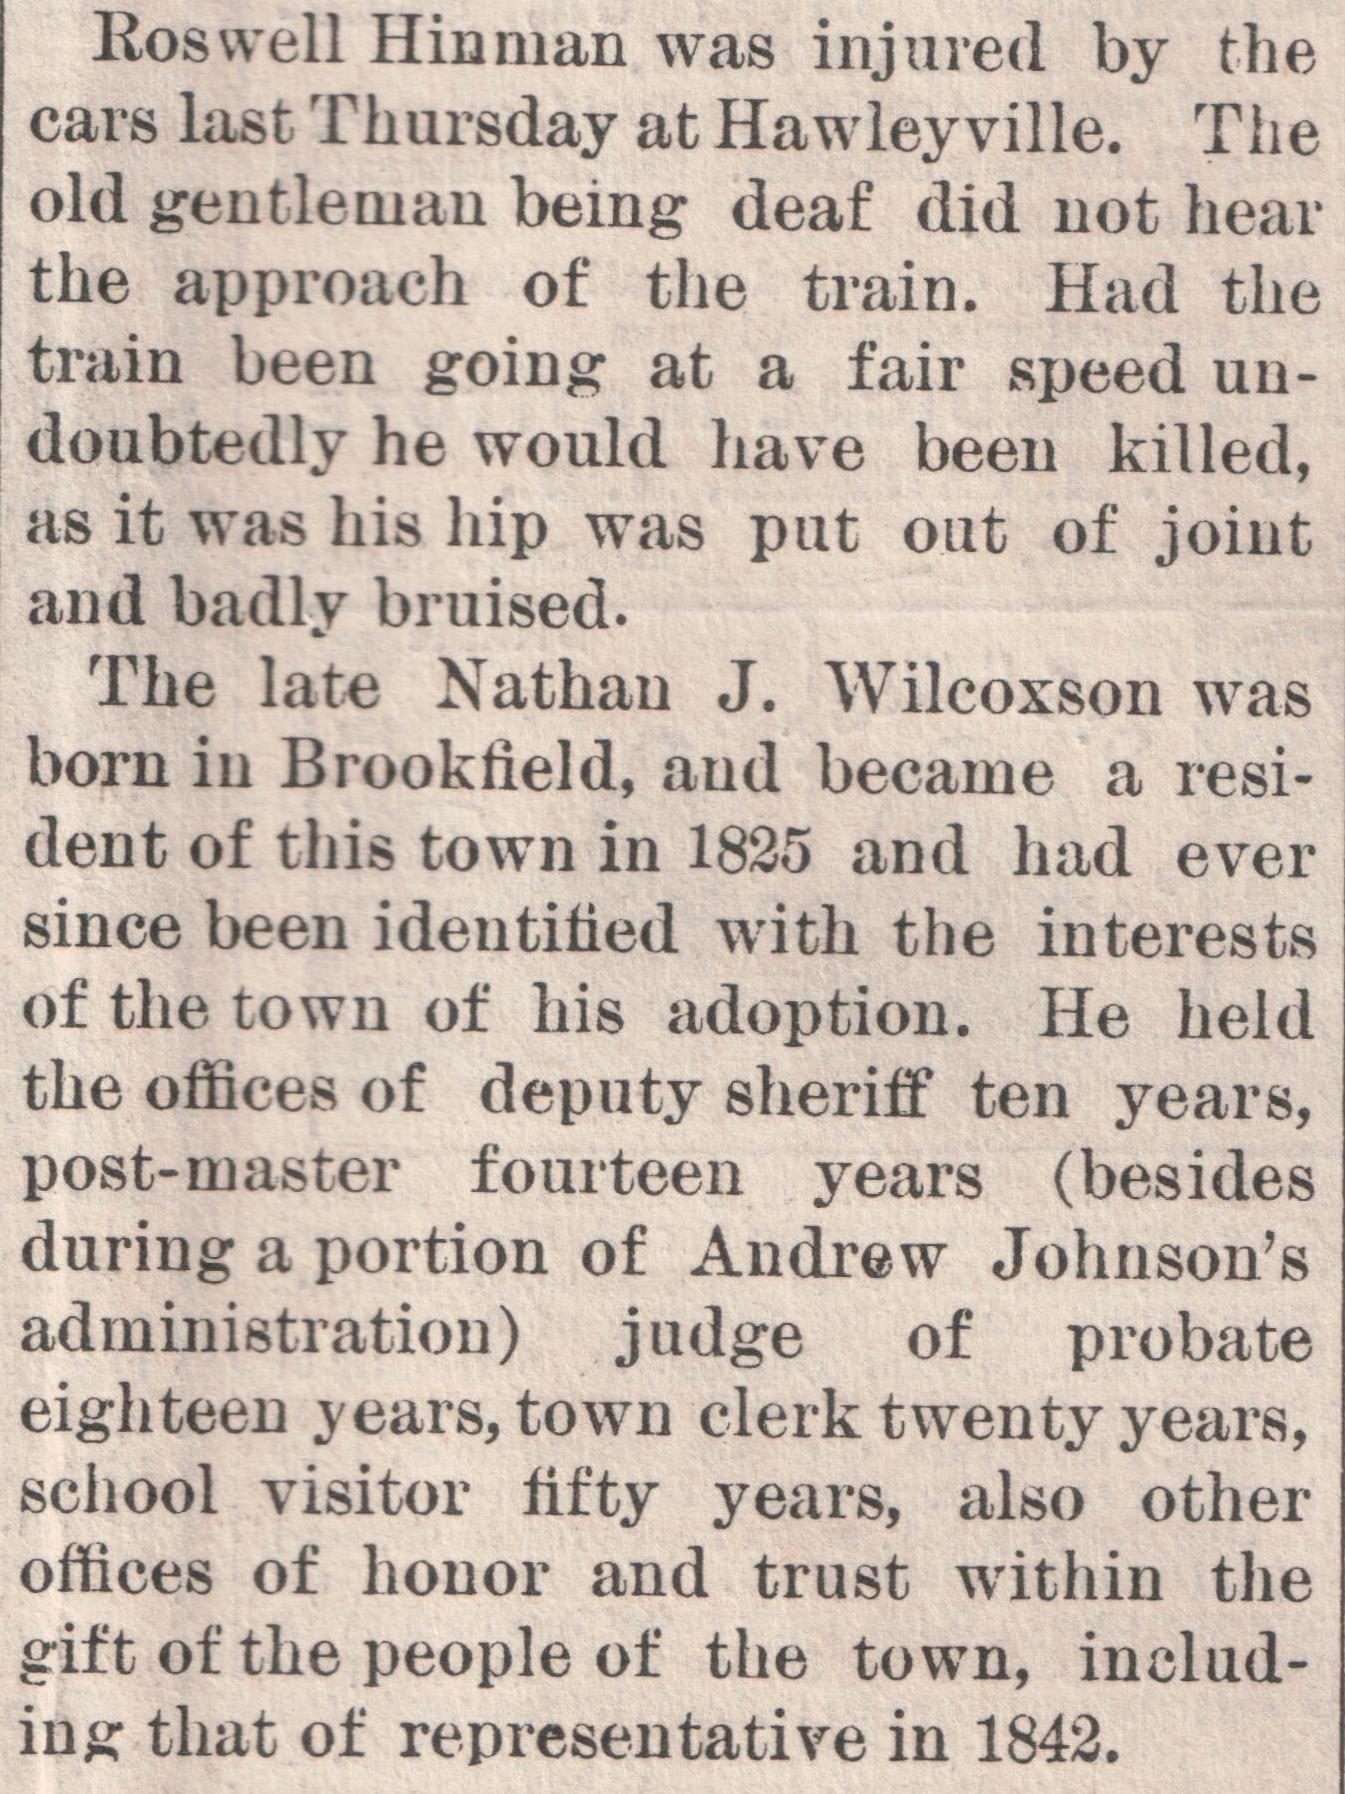 Roswell Hinman was injured by the
cars last Thursday at Hawleyville. The
old gentleman being deaf did not hear
the approach of the train. Had the
train been going at a fair speed un-
doubtedly he would have been killed,
as it was his hip was put out of joint
and badly bruised.
The late Nathan J. Wilcoxson was
born in Brookfield, and became a resi-
dent of this town in 1825 and had ever
since been identified with the interests
of the town of his adoption. He held
the offices of deputy sheriff ten years,
post-master fourteen years (besides
during a portion of Andrew Johnson's
administration) judge of probate
eighteen years, town clerk twenty years,
school visitor fifty years, also other
offices of honor and trust within the
gift of the people of the town, includ-
ing that of representative in 1842.